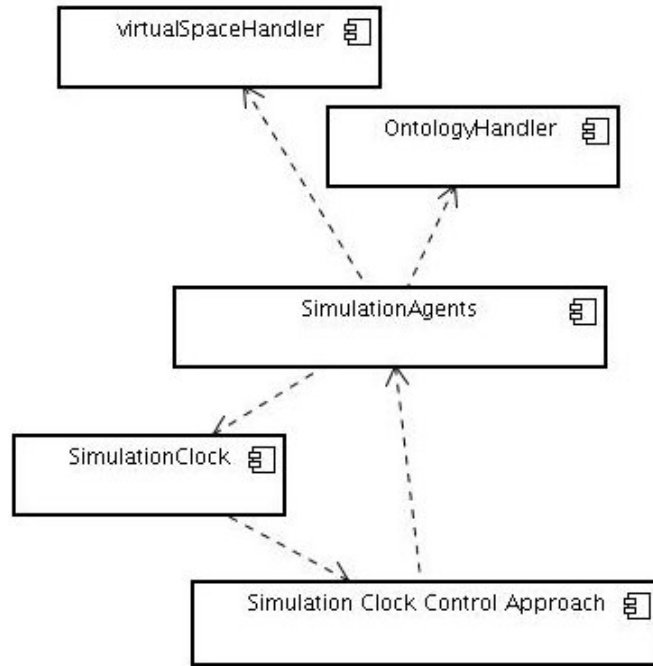 virtualSpaceHandler
OntologyHandler
SimulationAgents
SimulationClock
Simulation Clock Control Approach